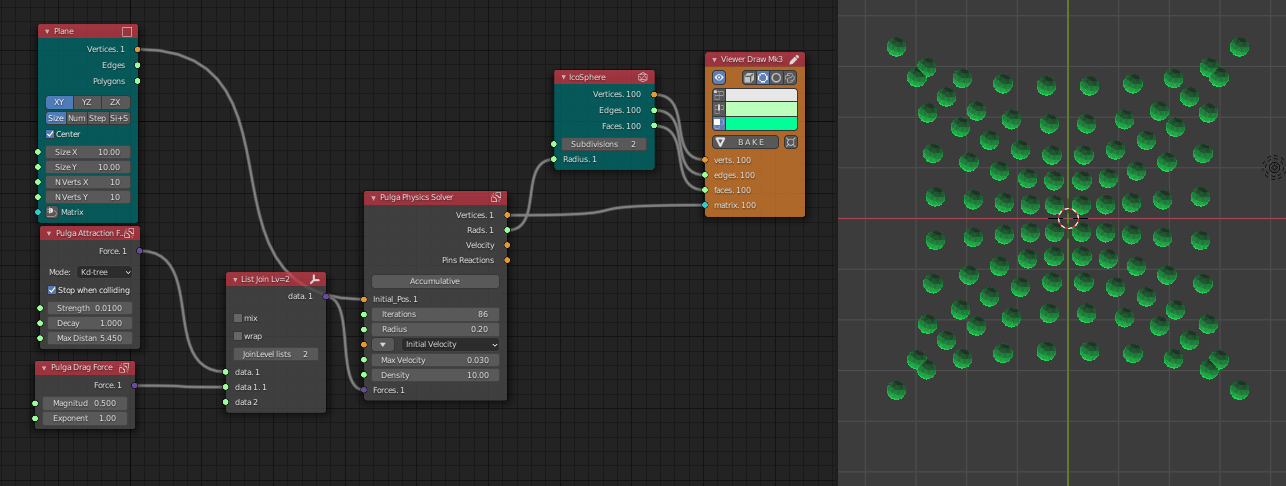 Plane
Vertices. 1
Edges
Polygons
XY YZ ZX
Size Num Step Si+S
Center
Size X 10.00
Size Y 10.00
N Verts X 10
N Verts Y 10
Matrix
Pulga Attraction F..
Force. 1
Mode: Kd-tree
Stop when colliding
Strength 0.0100
Decay 1.000
Max Distan 5.450
Pulga Drag Force
Force. 1
Magnitud 0.500
Exponent 1.00
List Join Lv=2
data. 1
mix
wrap
JoinLevel lists 2
data. 1
data 1. 1
data 2
Pulga Physics Solver
Vertices. 1
Rads. 1
Velocity
Pins Reactions
Accumulative
Initial_Pos. 1
Iterations 86
Radius 0.20
Initial Velocity
Max Velocity 0.030
Density 10.00
Forces. 1
IcoSphere
Vertices. 100
Edges. 100
Faces. 100
Subdivisions 2
Radius. 1
Viewer Draw Mk3
BAKE
verts. 100
edges. 100
faces. 100
matrix. 100